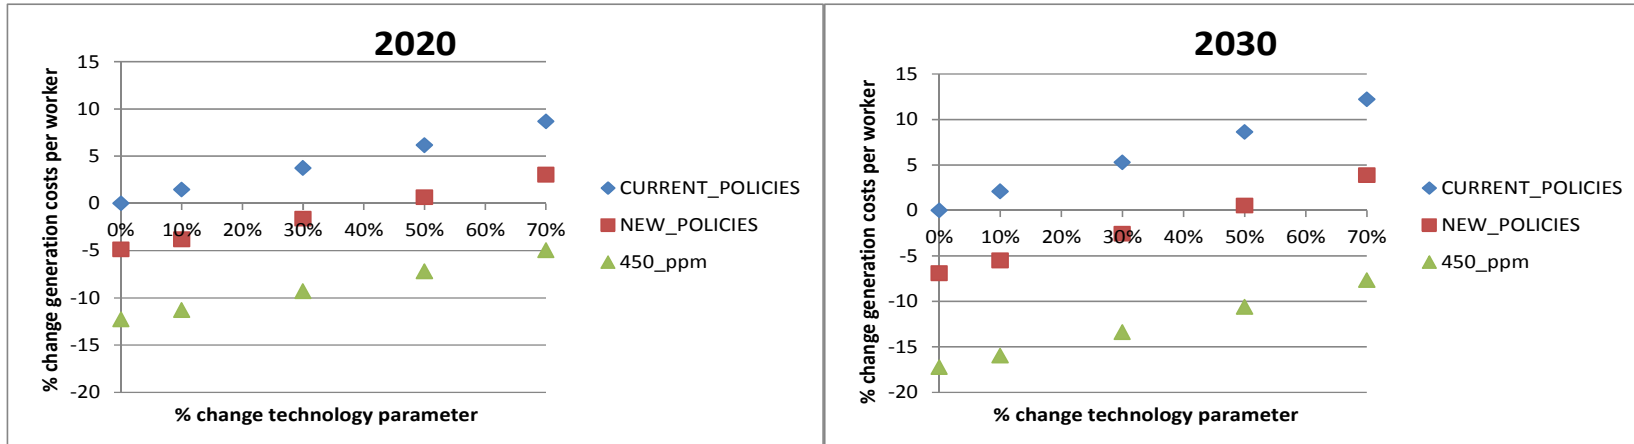 2020
% change generation costs per worker
15
10
5
0
-5
-10
-15
-20
0% 10% 20% 30% 40% 50% 60% 70%
% change technology parameter
CURRENT_POLICIES
NEW_POLICIES
450_ppm
2030
% change generation costs per worker
15
10
5
0
-5
-10
-15
-20
0% 10% 20% 30% 40% 50% 60% 70%
% change technology parameter
CURRENT_POLICIES
NEW_POLICIES
450_ppm